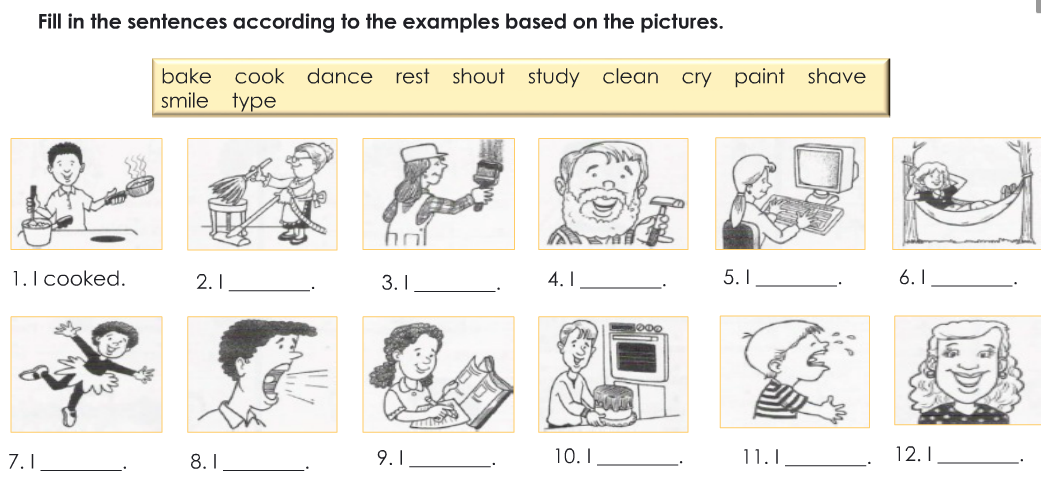 Fill in the sentences according to the examples based on the pictures.
bake cook dance rest shout study clean cry paint shave
smile type
1. I cooked.
2. I ________.
3. I ________.
4. I ________.
5. I ________.
6. I ________.
7. I ________.
8. I ________.
9. I ________.
10. I ________.
11. I ________.
12. I ________.